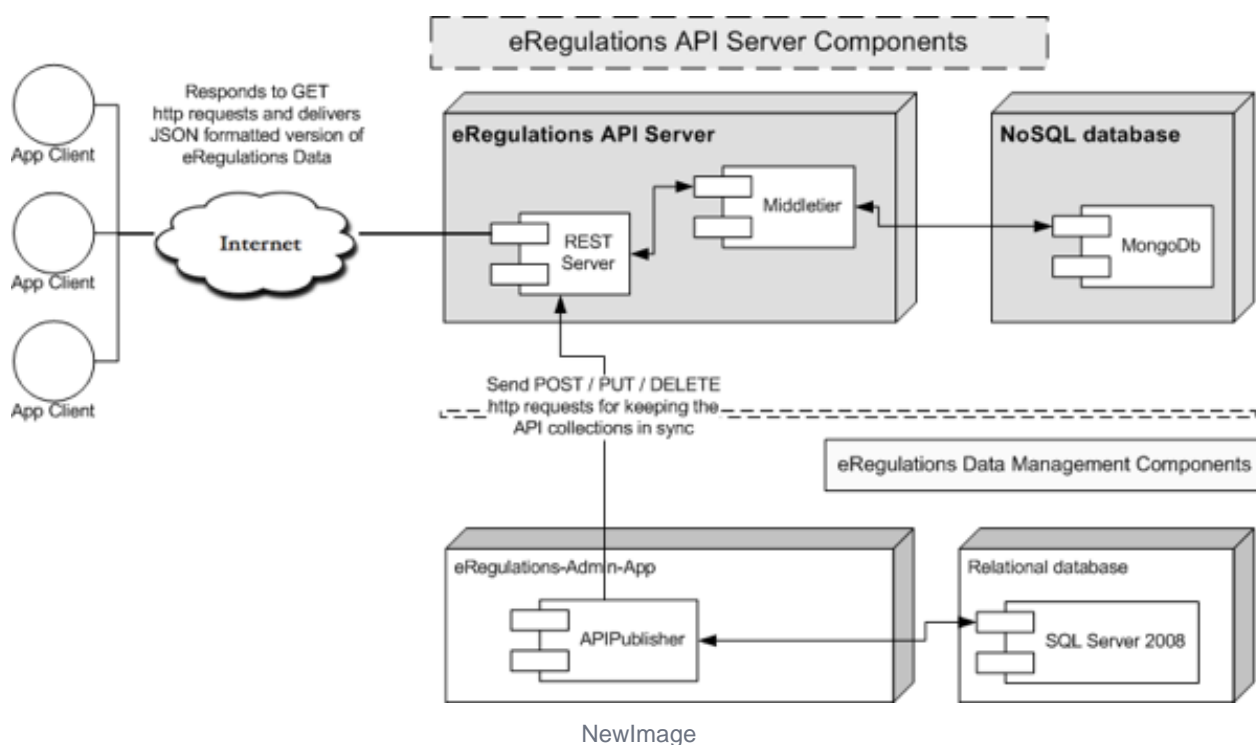 eRegulations API Server Components
Responds to GET
http requests and delivers
JSON formatted version of
eRegulations Data
App Client
App Client
App Client
Internet
eRegulations API Server
REST
Server
Middletier
NoSQL database
MongoDb
Send POST / PUT / DELETE
http requests for keeping the
API collections in sync
eRegulations Data Management Components
eRegulations-Admin-App
APIPublisher
Relational database
SQL Server 2008
NewImage